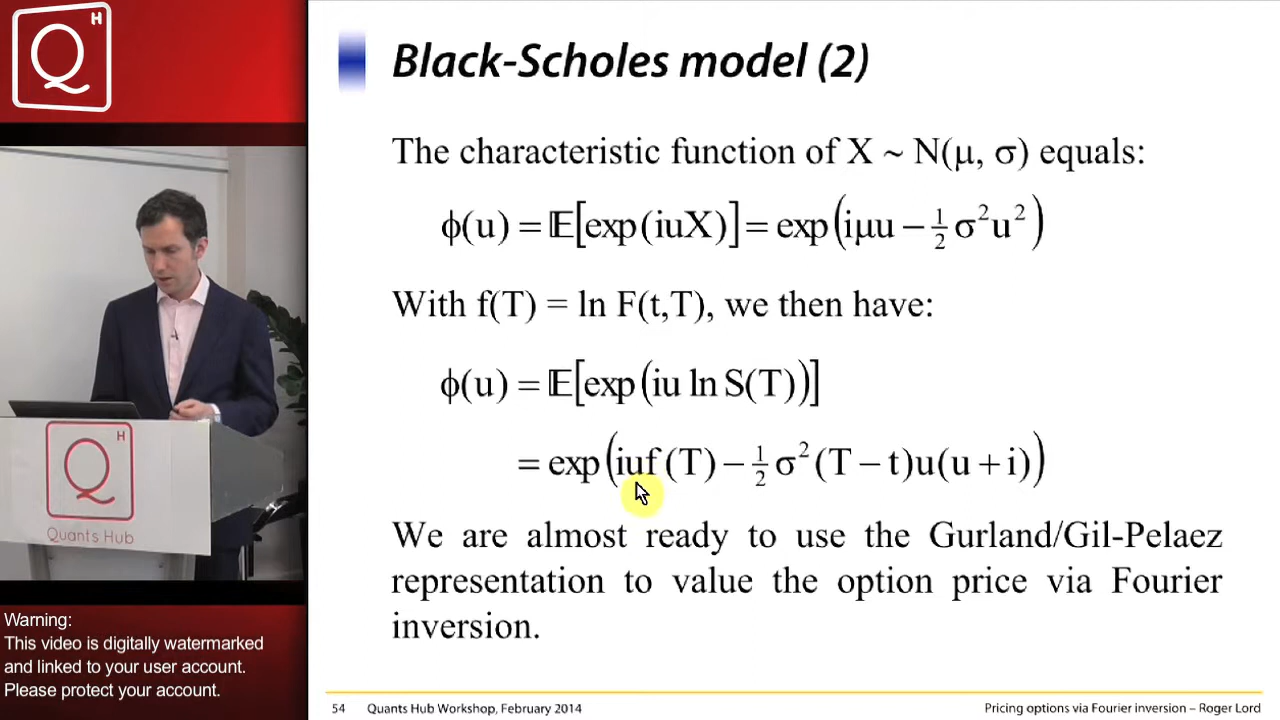 Q H
Black-Scholes model (2)
The characteristic function of X ~ N(μ, σ) equals:
ϕ(u) = 𝔼[exp(iuX)] = exp(iμu − ½ σ²u²)
With f(T) = ln F(t,T), we then have:
ϕ(u) = 𝔼[exp(iu ln S(T))]
= exp(iuf(T) − ½ σ²(T − t)u(u + i))
We are almost ready to use the Gurland/Gil-Pelaez
representation to value the option price via Fourier
inversion.
Q H
Quants Hub
Warning:
This video is digitally watermarked
and linked to your user account.
Please protect your account.
54 Quants Hub Workshop, February 2014 Pricing options via Fourier inversion – Roger Lord